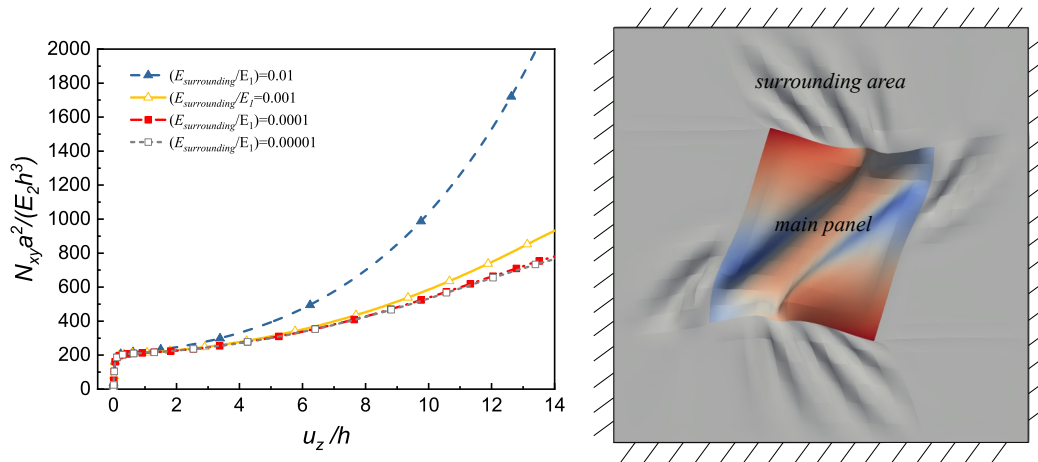 2000
1800
1600
1400
1200
1000
800
600
400
200
0
N_xy a^2/(E_2h^3)
(E_surrounding/E_1)=0.01
(E_surrounding/E_1)=0.001
(E_surrounding/E_1)=0.0001
(E_surrounding/E_1)=0.00001
0 2 4 6 8 10 12 14
u_z /h
surrounding area
main panel